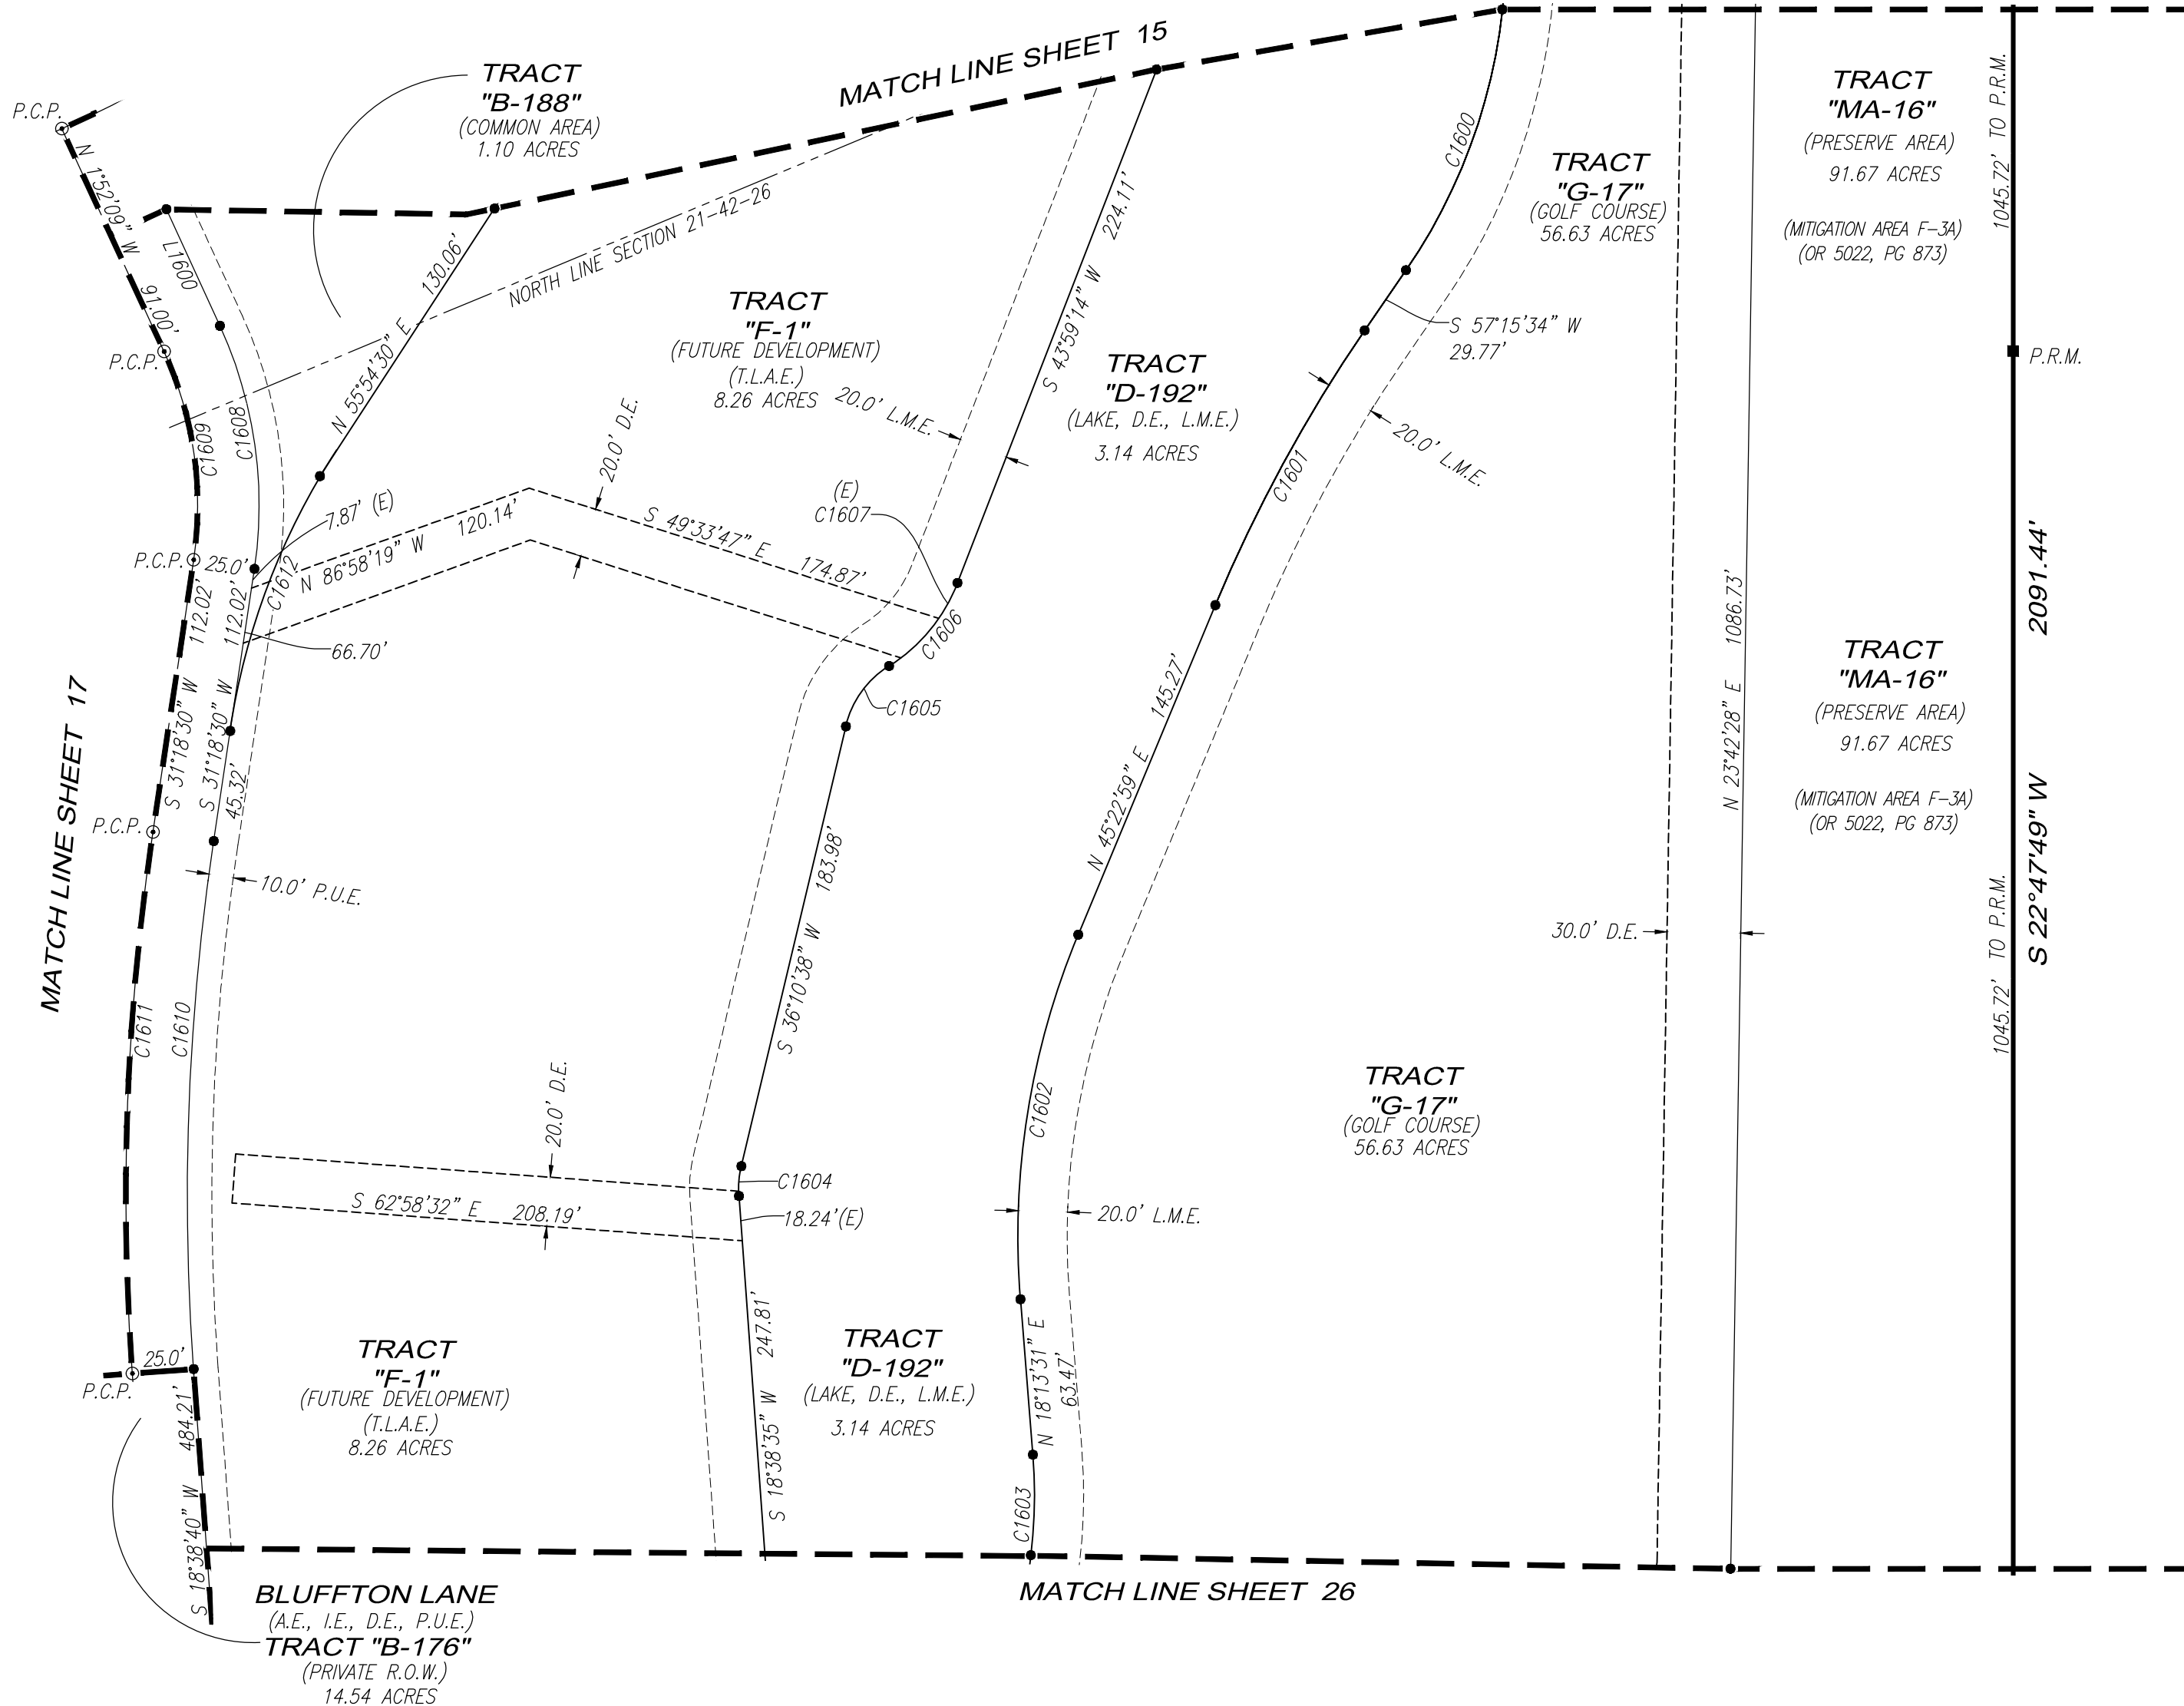 MATCH LINE SHEET 15
TRACT
"B-188"
(COMMON AREA)
1.10 ACRES
P.C.P.
N 1°52'09" W
91.00'
P.C.P.
L1600
C1609
C1608
130.06'
N 55°54'30" E
NORTH LINE SECTION 21-42-26
TRACT
"F-1"
(FUTURE DEVELOPMENT)
(T.L.A.E.)
8.26 ACRES
20.0' L.M.E.
20.0' D.E.
224.11'
S 43°59'14" W
C1600
TRACT
"G-17"
(GOLF COURSE)
56.63 ACRES
TRACT
"MA-16"
(PRESERVE AREA)
91.67 ACRES
(MITIGATION AREA F-3A)
(OR 5022, PG 873)
1045.72' TO P.R.M.
P.R.M.
S 57°15'34" W
29.77'
TRACT
"D-192"
(LAKE, D.E., L.M.E.)
3.14 ACRES
C1601
20.0' L.M.E.
(E)
C1607
7.87' (E)
S 49°33'47" E
174.87'
N 86°58'19" W
120.14'
C1612
C1606
P.C.P.
25.0'
112.02'
112.02'
66.70'
S 31°18'30" W
S 31°18'30" W
45.32'
C1605
145.27'
N 45°22'59" E
N 23°42'28" E
1086.73'
2091.44'
S 22°47'49" W
TRACT
"MA-16"
(PRESERVE AREA)
91.67 ACRES
(MITIGATION AREA F-3A)
(OR 5022, PG 873)
MATCH LINE SHEET 17
P.C.P.
10.0' P.U.E.
183.98'
S 36°10'38" W
30.0' D.E.
1045.72' TO P.R.M.
C1611
C1610
20.0' D.E.
C1602
TRACT
"G-17"
(GOLF COURSE)
56.63 ACRES
C1604
S 62°58'32" E
208.19'
18.24'(E)
20.0' L.M.E.
25.0'
P.C.P.
484.21'
S 18°38'40" W
TRACT
"F-1"
(FUTURE DEVELOPMENT)
(T.L.A.E.)
8.26 ACRES
247.81'
S 18°38'35" W
TRACT
"D-192"
(LAKE, D.E., L.M.E.)
3.14 ACRES
N 18°13'31" E
63.47'
C1603
MATCH LINE SHEET 26
BLUFFTON LANE
(A.E., I.E., D.E., P.U.E.)
TRACT "B-176"
(PRIVATE R.O.W.)
14.54 ACRES